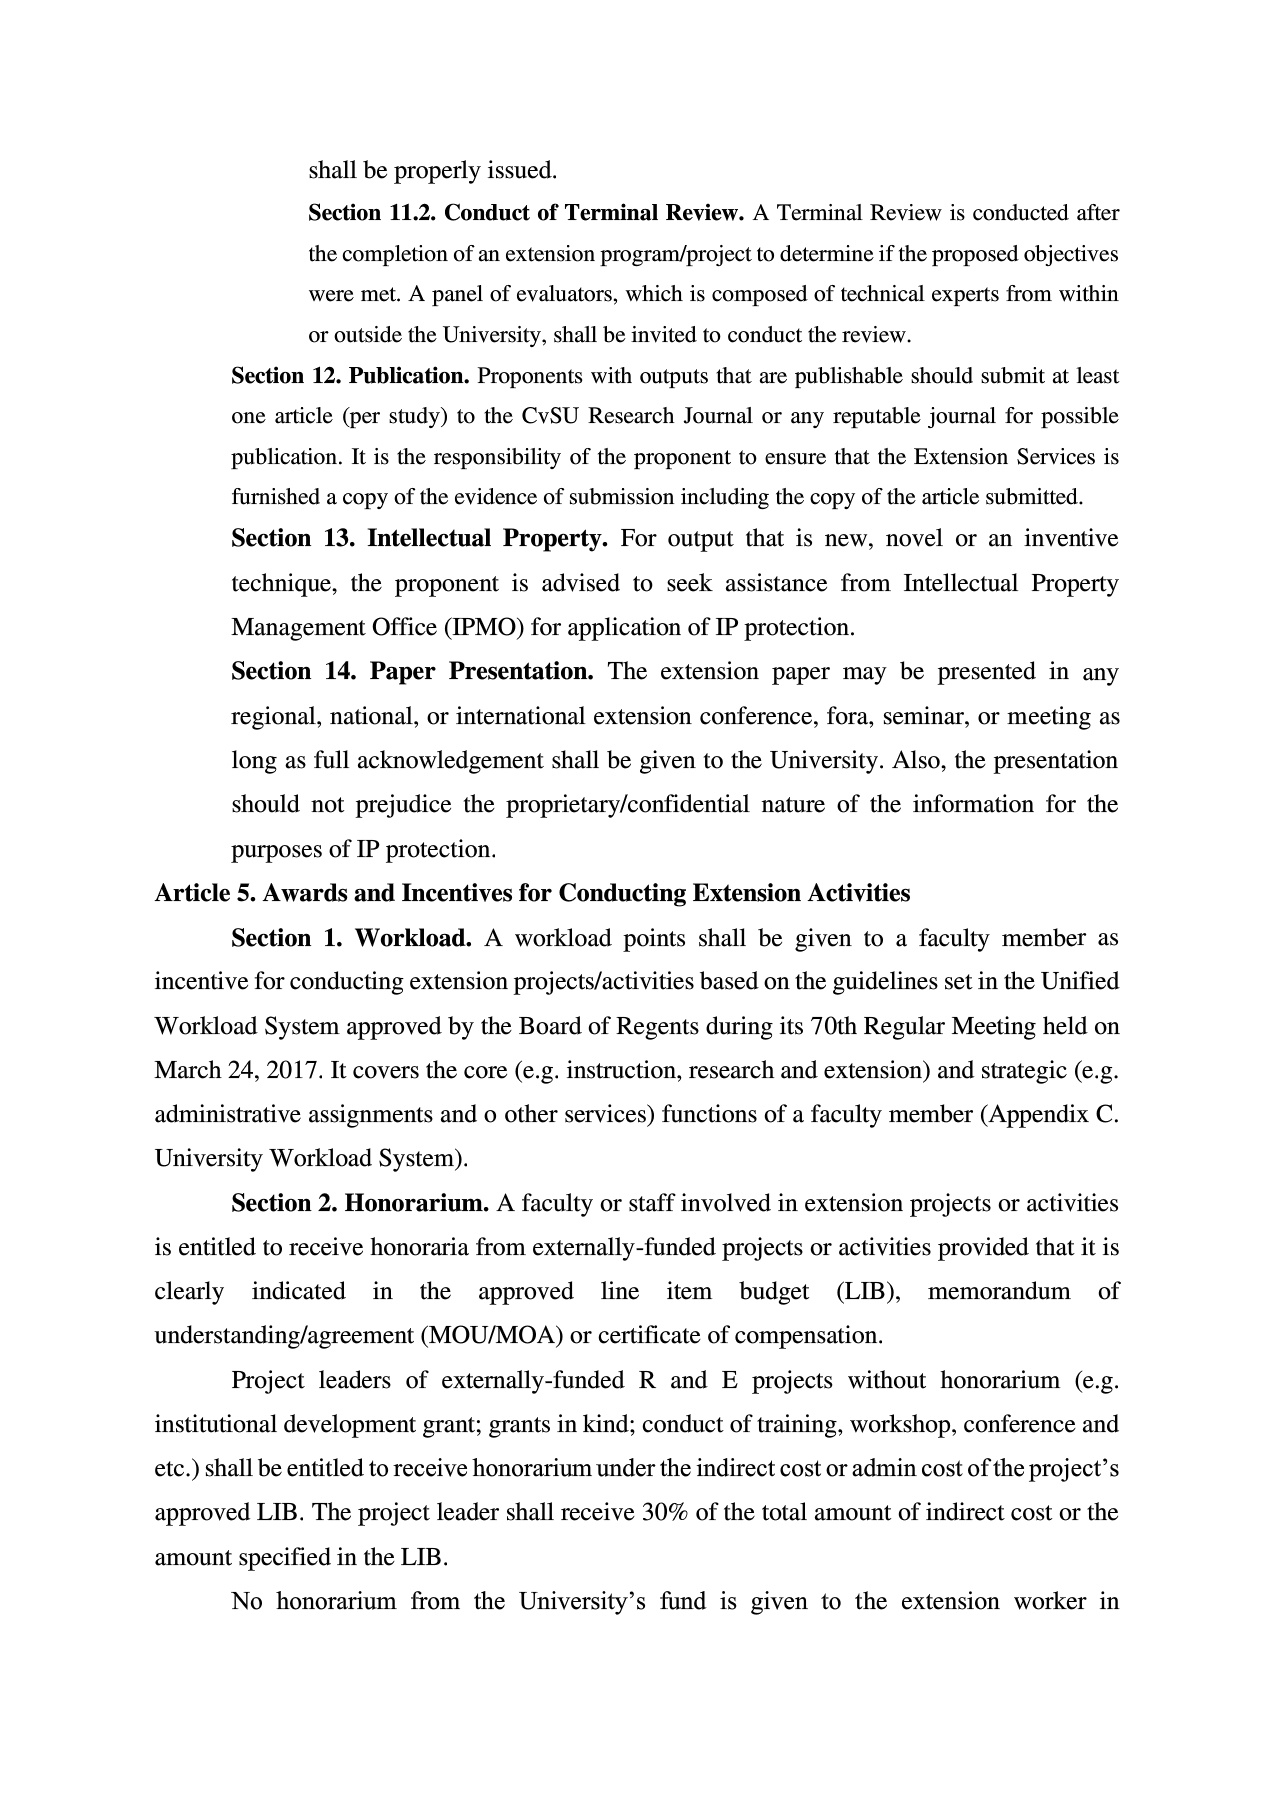 shall be properly issued.
Section 11.2. Conduct of Terminal Review. A Terminal Review is conducted after
the completion of an extension program/project to determine if the proposed objectives
were met. A panel of evaluators, which is composed of technical experts from within
or outside the University, shall be invited to conduct the review.
Section 12. Publication. Proponents with outputs that are publishable should submit at least
one article (per study) to the CvSU Research Journal or any reputable journal for possible
publication. It is the responsibility of the proponent to ensure that the Extension Services is
furnished a copy of the evidence of submission including the copy of the article submitted.
Section 13. Intellectual Property. For output that is new, novel or an inventive
technique, the proponent is advised to seek assistance from Intellectual Property
Management Office (IPMO) for application of IP protection.
Section 14. Paper Presentation. The extension paper may be presented in any
regional, national, or international extension conference, fora, seminar, or meeting as
long as full acknowledgement shall be given to the University. Also, the presentation
should not prejudice the proprietary/confidential nature of the information for the
purposes of IP protection.
Article 5. Awards and Incentives for Conducting Extension Activities
Section 1. Workload. A workload points shall be given to a faculty member as
incentive for conducting extension projects/activities based on the guidelines set in the Unified
Workload System approved by the Board of Regents during its 70th Regular Meeting held on
March 24, 2017. It covers the core (e.g. instruction, research and extension) and strategic (e.g.
administrative assignments and o other services) functions of a faculty member (Appendix C.
University Workload System).
Section 2. Honorarium. A faculty or staff involved in extension projects or activities
is entitled to receive honoraria from externally-funded projects or activities provided that it is
clearly indicated in the approved line item budget (LIB), memorandum of
understanding/agreement (MOU/MOA) or certificate of compensation.
Project leaders of externally-funded R and E projects without honorarium (e.g.
institutional development grant; grants in kind; conduct of training, workshop, conference and
etc.) shall be entitled to receive honorarium under the indirect cost or admin cost of the project’s
approved LIB. The project leader shall receive 30% of the total amount of indirect cost or the
amount specified in the LIB.
No honorarium from the University’s fund is given to the extension worker in